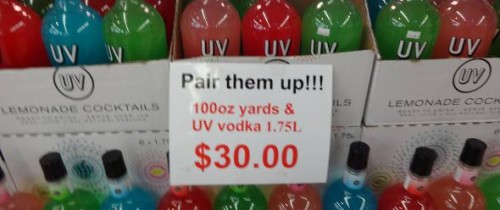 UV UV UV UV UV UV
UV UV
LEMONADE COCKTAILS LEMONADE COCKTAILS
Pair them up!!!
100oz yards &
UV vodka 1.75L
$30.00